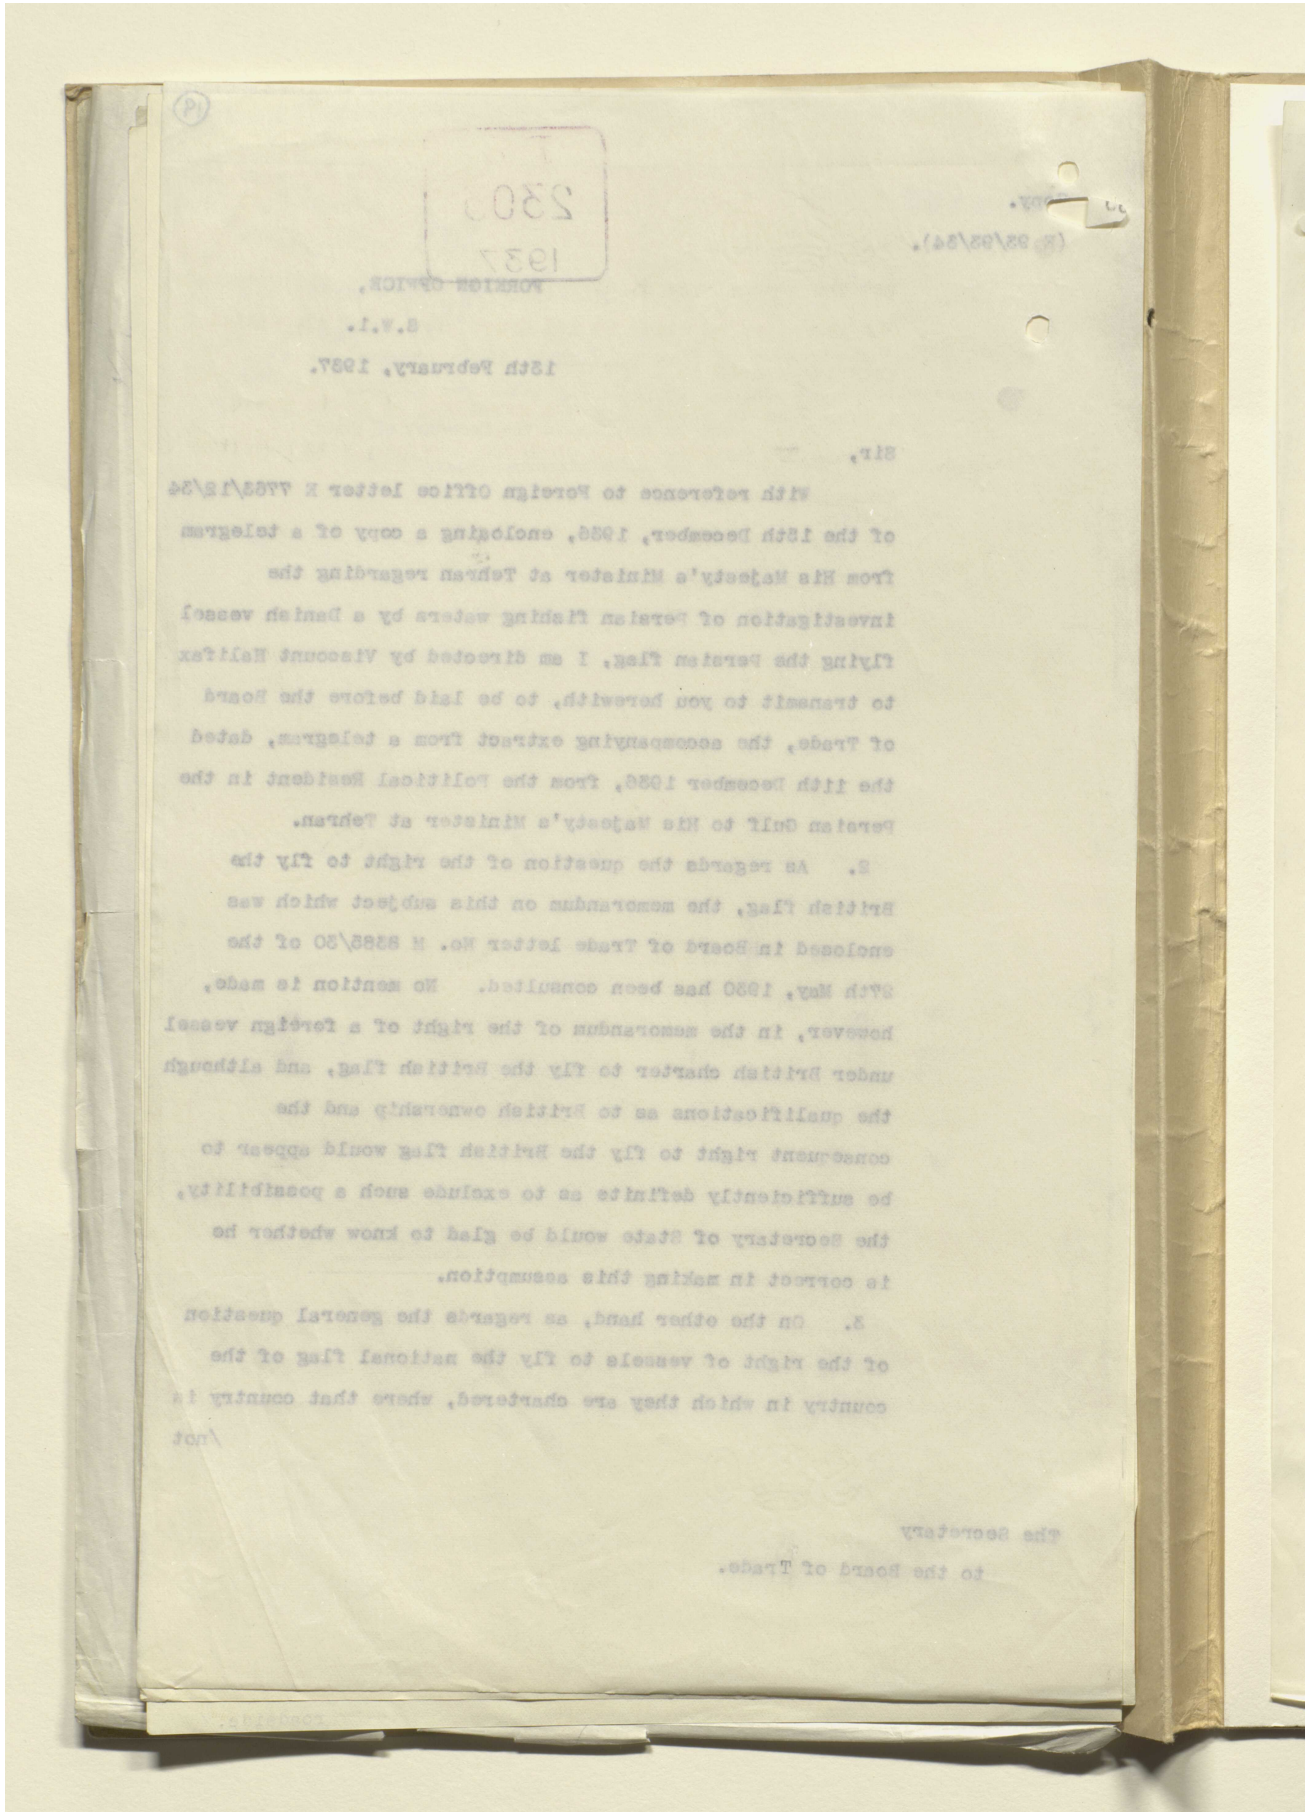 19
2306
1937
Copy.
(E 93/93/34).
FOREIGN OFFICE,
S.W.1.
13th February, 1937.
Sir,
With reference to Foreign Office letter E 7763/12/34
of the 15th December, 1936, enclosing a copy of a telegram
from His Majesty's Minister at Tehran regarding the
investigation of Persian fishing waters by a Danish vessel
flying the Persian flag, I am directed by Viscount Halifax
to transmit to you herewith, to be laid before the Board
of Trade, the accompanying extract from a telegram, dated
the 11th December 1936, from the Political Resident in the
Persian Gulf to His Majesty's Minister at Tehran.
2. As regards the question of the right to fly the
British flag, the memorandum on this subject which was
enclosed in Board of Trade letter No. M 8385/30 of the
27th May, 1930 has been consulted. No mention is made,
however, in the memorandum of the right of a foreign vessel
under British charter to fly the British flag, and although
the qualifications as to British ownership and the
consequent right to fly the British flag would appear to
be sufficiently definite as to exclude such a possibility,
the Secretary of State would be glad to know whether he
is correct in making this assumption.
3. On the other hand, as regards the general question
of the right of vessels to fly the national flag of the
country in which they are chartered, where that country is
/not
The Secretary
to the Board of Trade.